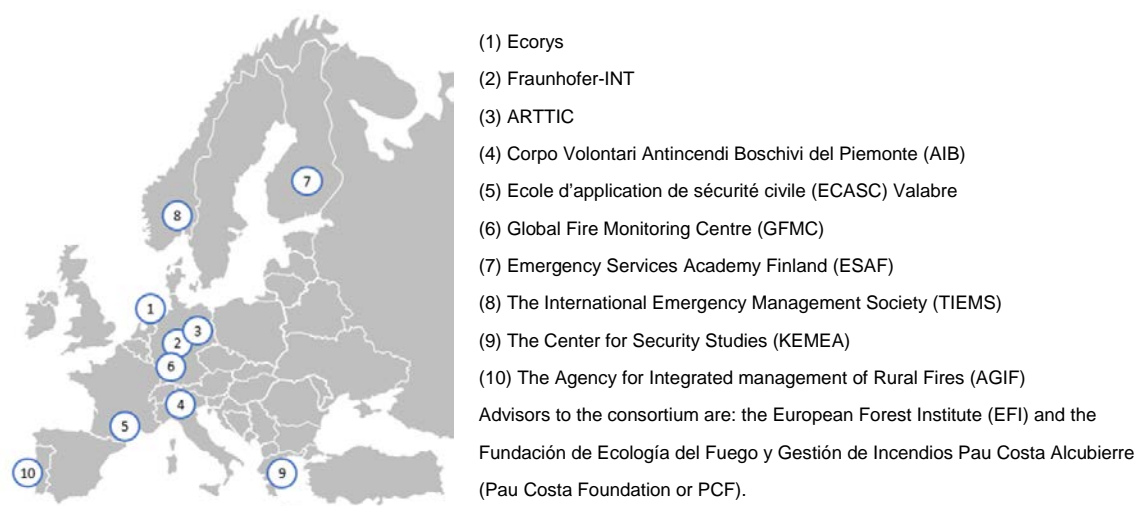 7
8
1
3
2
6
4
5
10
9
(1) Ecorys
(2) Fraunhofer-INT
(3) ARTTIC
(4) Corpo Volontari Antincendi Boschivi del Piemonte (AIB)
(5) Ecole d’application de sécurité civile (ECASC) Valabre
(6) Global Fire Monitoring Centre (GFMC)
(7) Emergency Services Academy Finland (ESAF)
(8) The International Emergency Management Society (TIEMS)
(9) The Center for Security Studies (KEMEA)
(10) The Agency for Integrated management of Rural Fires (AGIF)
Advisors to the consortium are: the European Forest Institute (EFI) and the
Fundación de Ecología del Fuego y Gestión de Incendios Pau Costa Alcubierre
(Pau Costa Foundation or PCF).